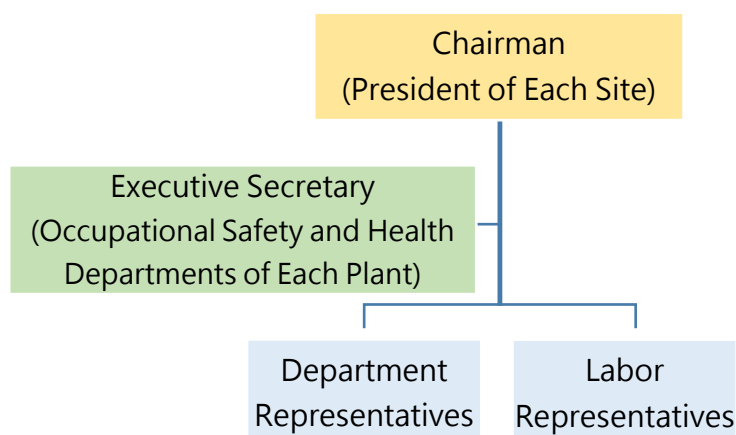 Chairman
(President of Each Site)
Executive Secretary
(Occupational Safety and Health
Departments of Each Plant)
Department
Representatives
Labor
Representatives